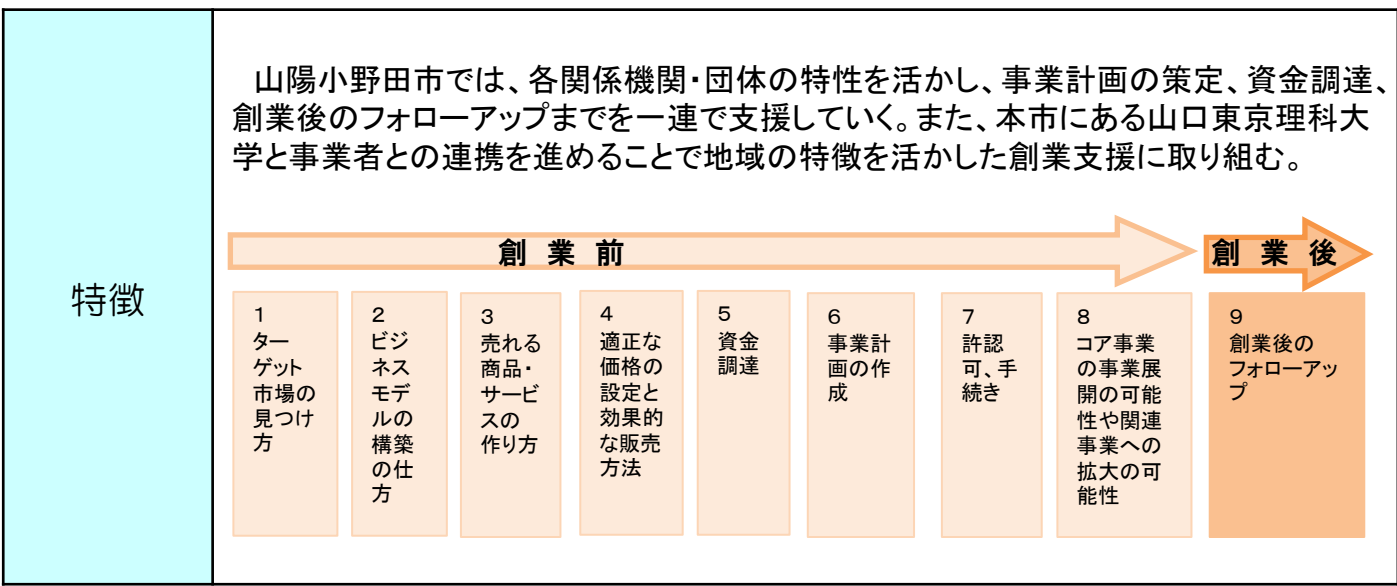 特徴
山陽小野田市では、各関係機関・団体の特性を活かし、事業計画の策定、資金調達、
創業後のフォローアップまでを一連で支援していく。また、本市にある山口東京理科大
学と事業者との連携を進めることで地域の特徴を活かした創業支援に取り組む。
創 業 前
創 業 後
1
ター
ゲット
市場の
見つけ
方
2
ビジ
ネス
モデ
ルの
構築
の仕
方
3
売れる
商品・
サービ
スの
作り方
4
適正な
価格の
設定と
効果的
な販売
方法
5
資金
調達
6
事業計
画の作
成
7
許認
可、手
続き
8
コア事業
の事業展
開の可能
性や関連
事業への
拡大の可
能性
9
創業後の
フォローアッ
プ